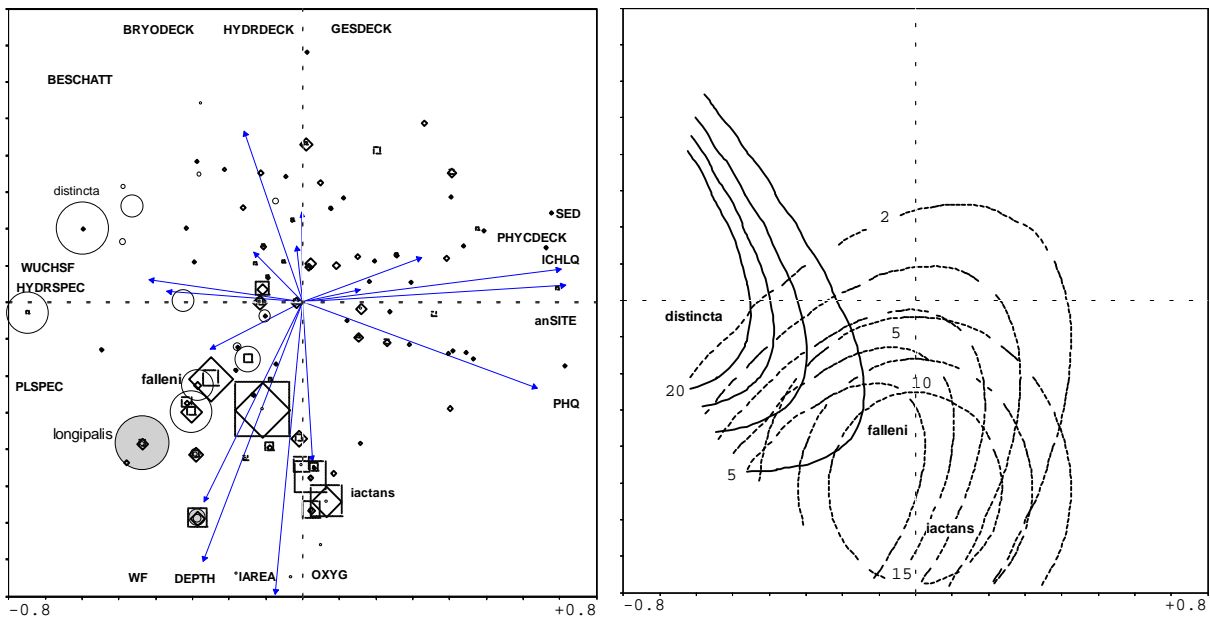 BRYODECK HYDRDECK GESDECK
BESCHATT
distincta
SED
PHYCDECK
WUCHSF ICHLQ
HYDRSPEC
anSITE
falleni
PLSPEC
PHQ
longipalis
iactans
WF DEPTH °IAREA OXYG
-0.8 +0.8
2
distincta
5
20 10
falleni
5
iactans
15
-0.8 +0.8